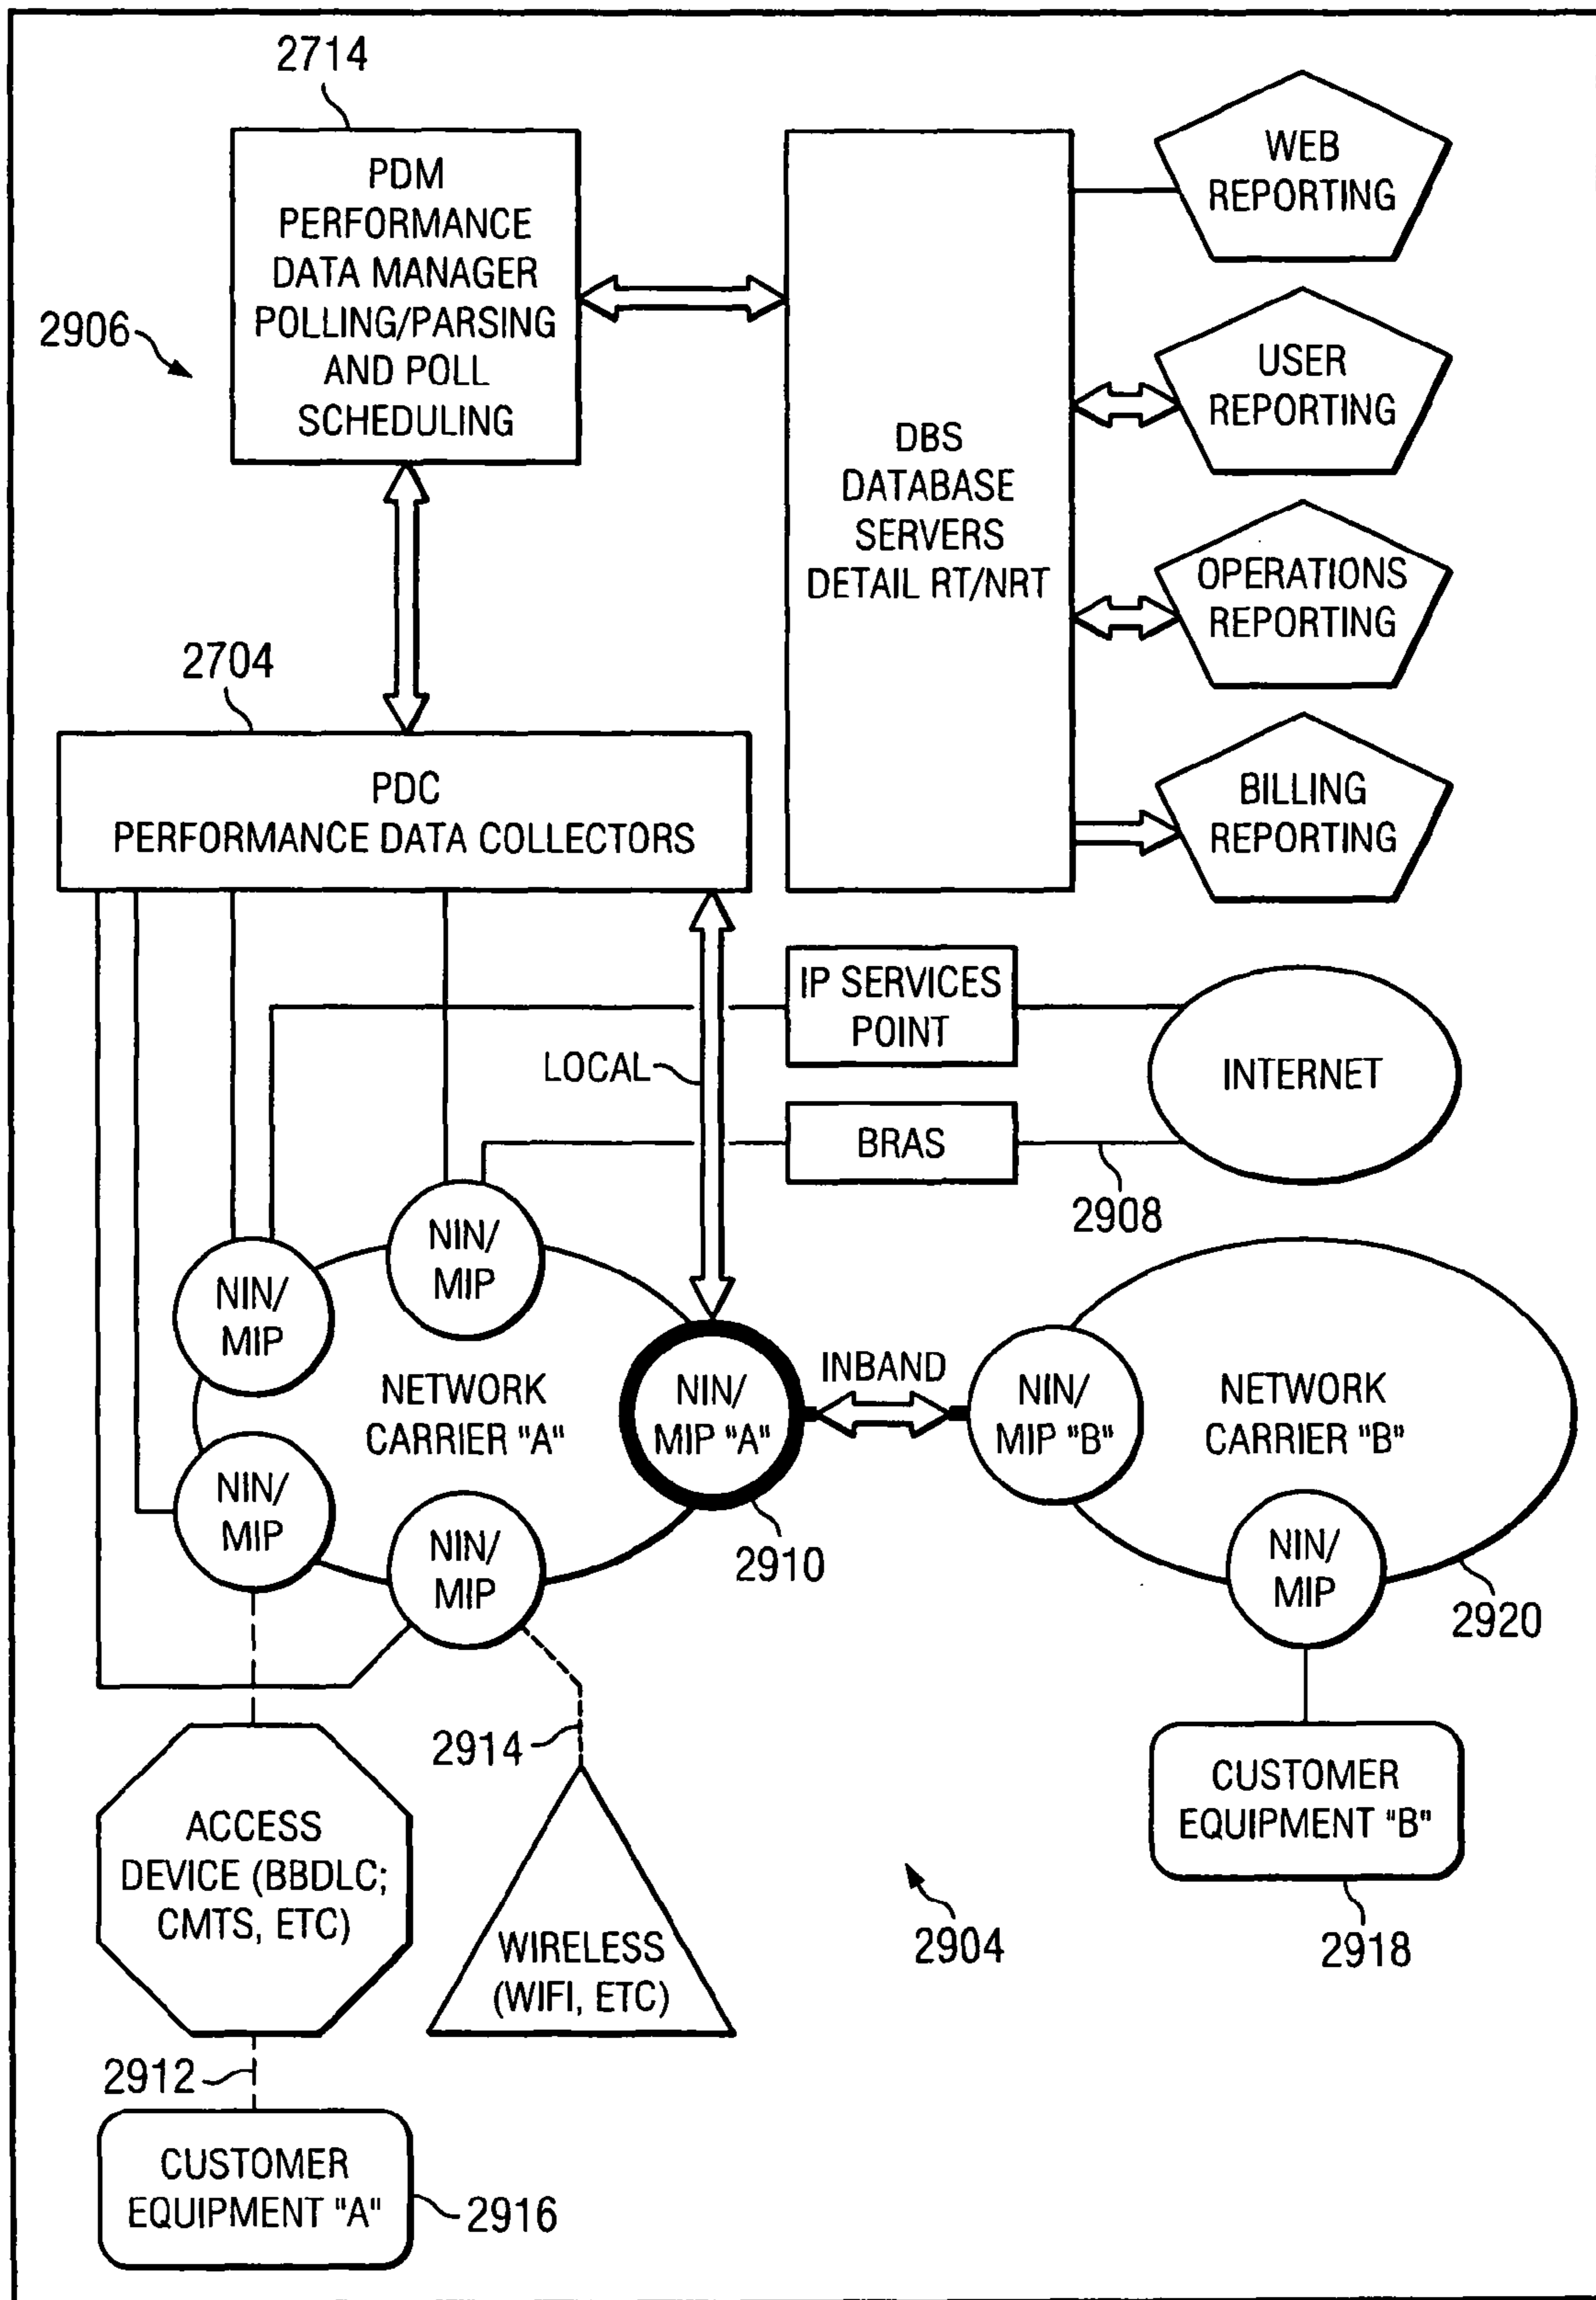 2714
PDM
PERFORMANCE
DATA MANAGER
POLLING/PARSING
AND POLL
SCHEDULING
2906
DBS
DATABASE
SERVERS
DETAIL RT/NRT
WEB
REPORTING
USER
REPORTING
OPERATIONS
REPORTING
BILLING
REPORTING
2704
PDC
PERFORMANCE DATA COLLECTORS
IP SERVICES
POINT
LOCAL
INTERNET
BRAS
2908
NIN/
MIP
NIN/
MIP
NETWORK
CARRIER "A"
NIN/
MIP "A"
INBAND
NIN/
MIP "B"
NETWORK
CARRIER "B"
NIN/
MIP
NIN/
MIP
2910
NIN/
MIP
2920
2914
ACCESS
DEVICE (BBDLC;
CMTS, ETC)
WIRELESS
(WIFI, ETC)
2904
CUSTOMER
EQUIPMENT "B"
2918
2912
CUSTOMER
EQUIPMENT "A"
2916